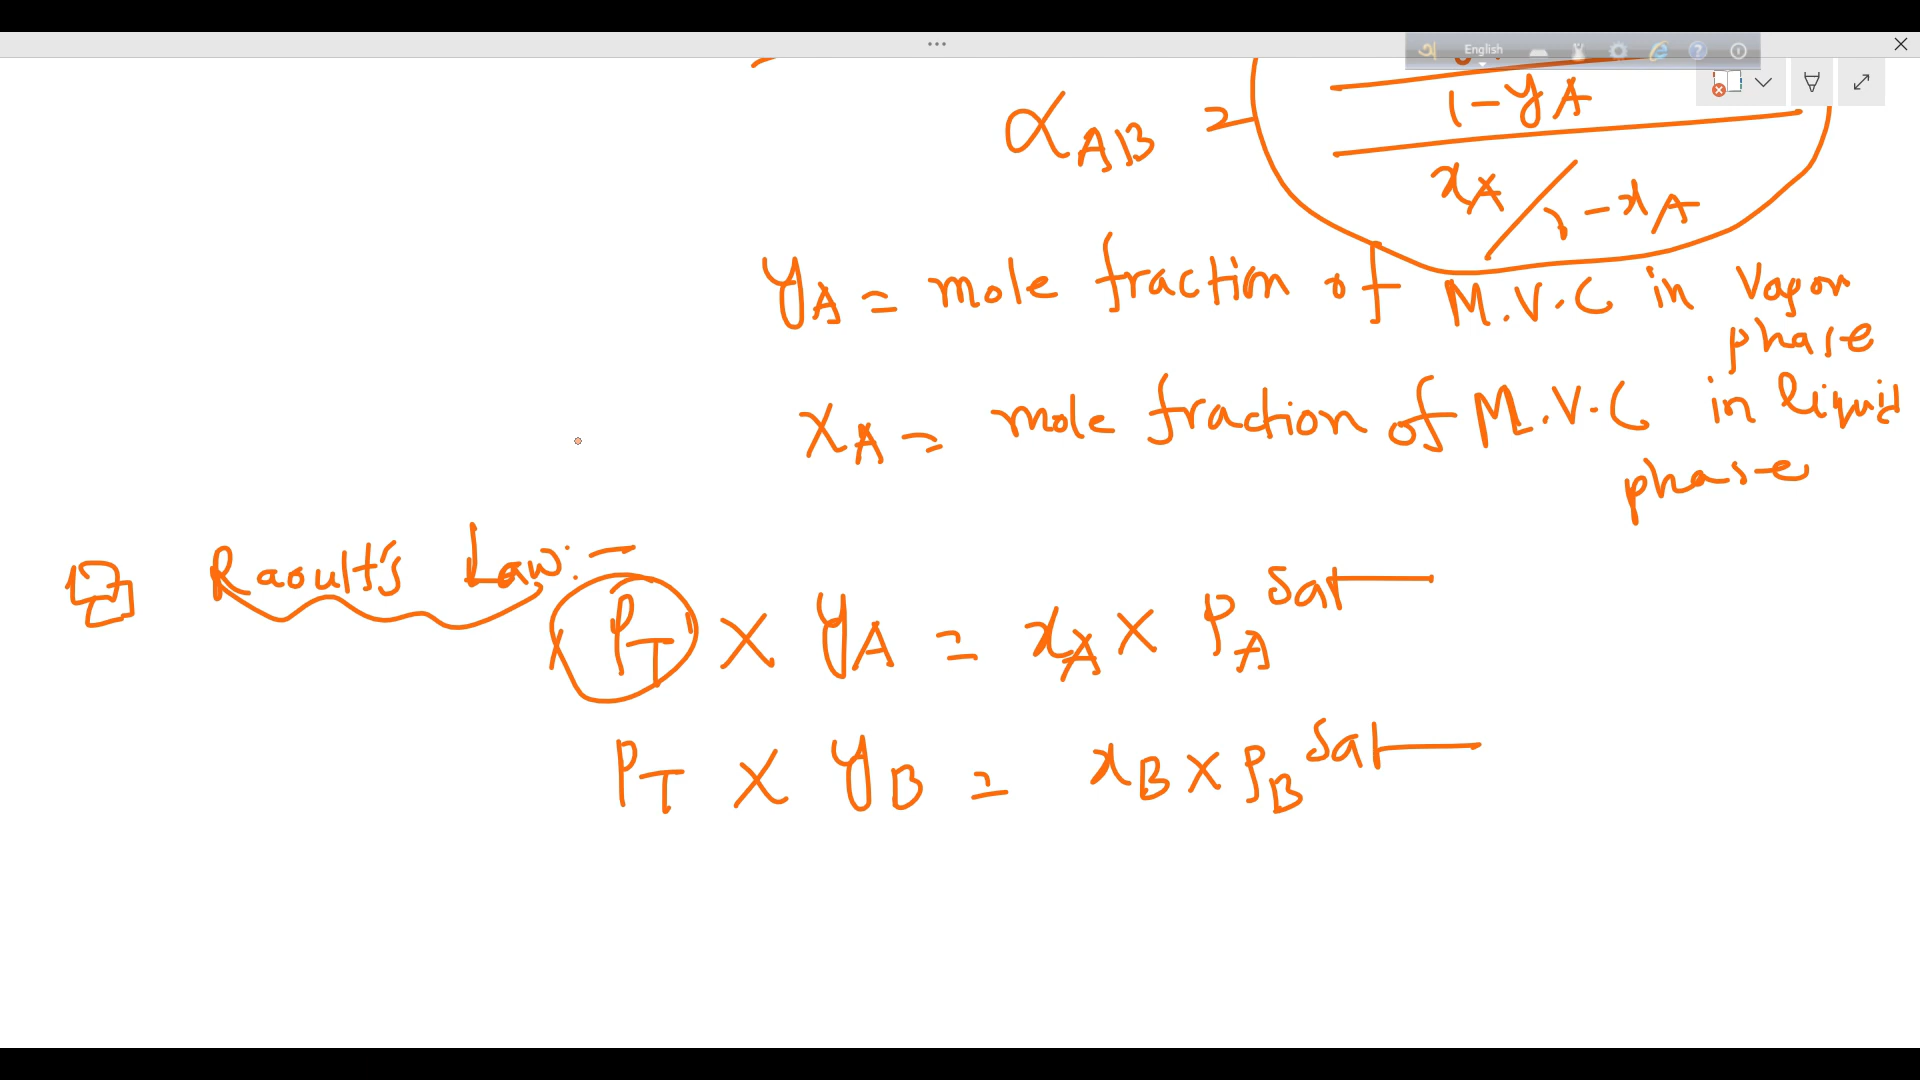 English
1-yA
αAB =
xA/1-xA
yA = mole fraction of M.V.C in Vapor phase
xA = mole fraction of M.V.C in liquid phase
Raoult's Law:-
PT × yA = xA × PA^Sat
PT × yB = xB × PB^Sat